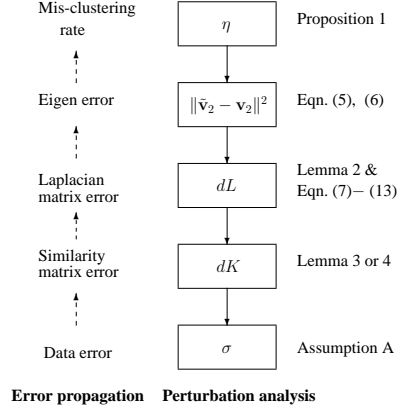 Mis-clustering
rate
η
Proposition 1
Eigen error
‖ṽ₂ − v₂‖²
Eqn. (5), (6)
Laplacian
matrix error
dL
Lemma 2 &
Eqn. (7)− (13)
Similarity
matrix error
dK
Lemma 3 or 4
Data error
σ
Assumption A
Error propagation Perturbation analysis